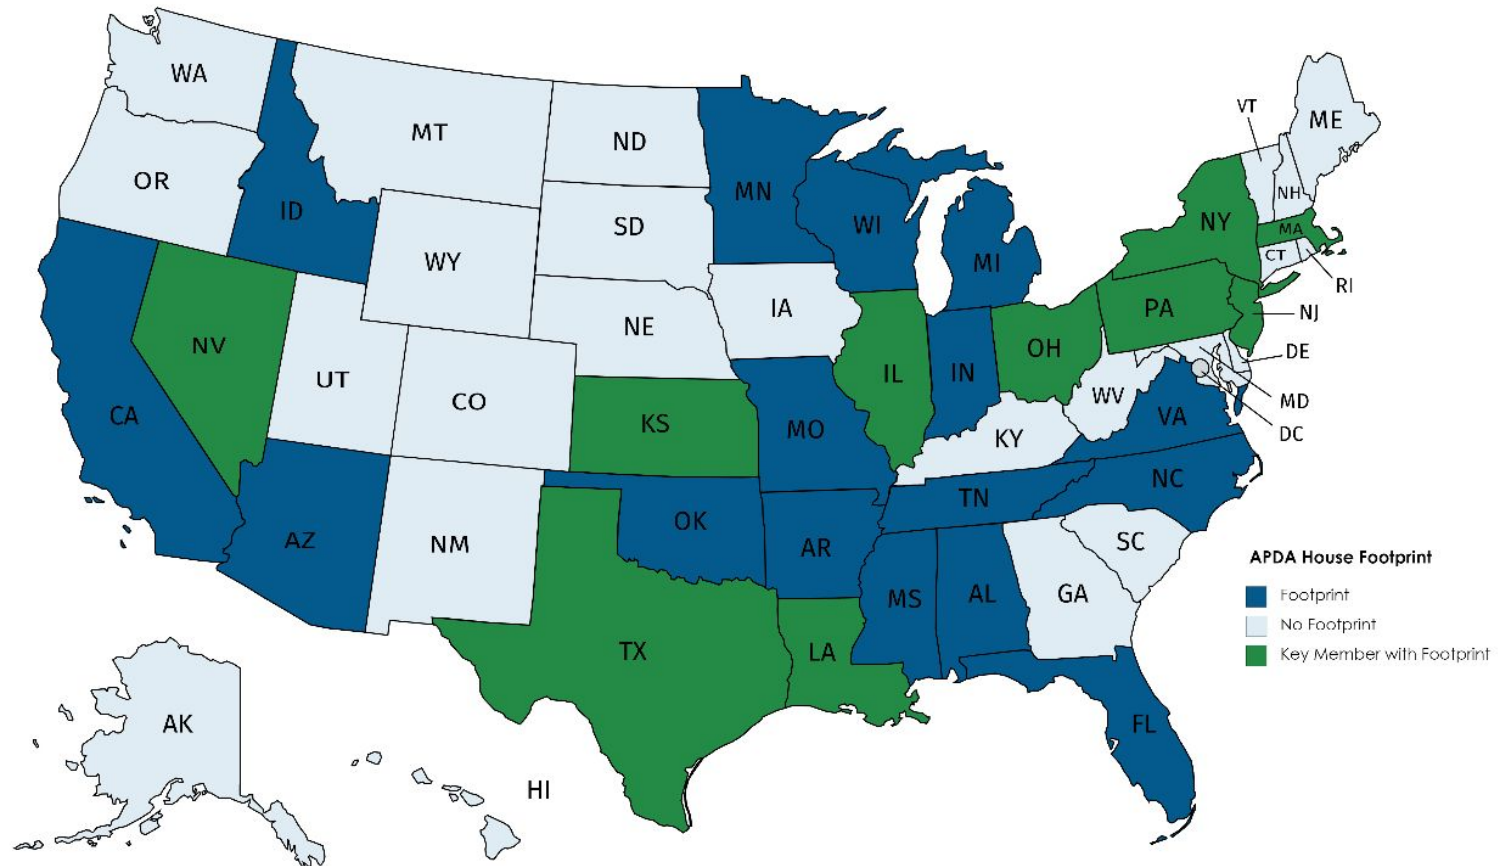 WA
MT
ND
MN
VT
ME
OR
ID
SD
WI
NH
NY
MA
WY
MI
CT
RI
IA
PA
NJ
NV
NE
OH
DE
UT
IL
IN
CO
WV
MD
CA
KS
MO
KY
VA
DC
TN
NC
OK
AZ
NM
AR
SC
MS
AL
GA
TX
LA
FL
AK
HI
APDA House Footprint
Footprint
No Footprint
Key Member with Footprint